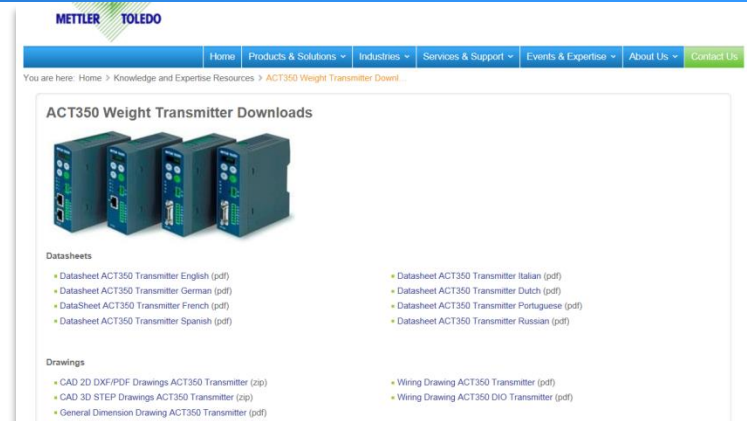 METTLER TOLEDO
Home Products & Solutions Industries Services & Support Events & Expertise About Us Contact Us
You are here: Home > Knowledge and Expertise Resources > ACT350 Weight Transmitter Downl...
ACT350 Weight Transmitter Downloads
Datasheets
Datasheet ACT350 Transmitter English (pdf)
Datasheet ACT350 Transmitter German (pdf)
DataSheet ACT350 Transmitter French (pdf)
Datasheet ACT350 Transmitter Spanish (pdf)
Datasheet ACT350 Transmitter Italian (pdf)
Datasheet ACT350 Transmitter Dutch (pdf)
Datasheet ACT350 Transmitter Portuguese (pdf)
Datasheet ACT350 Transmitter Russian (pdf)
Drawings
CAD 2D DXF/PDF Drawings ACT350 Transmitter (zip)
CAD 3D STEP Drawings ACT350 Transmitter (zip)
General Dimension Drawing ACT350 Transmitter (pdf)
Wiring Drawing ACT350 Transmitter (pdf)
Wiring Drawing ACT350 DIO Transmitter (pdf)